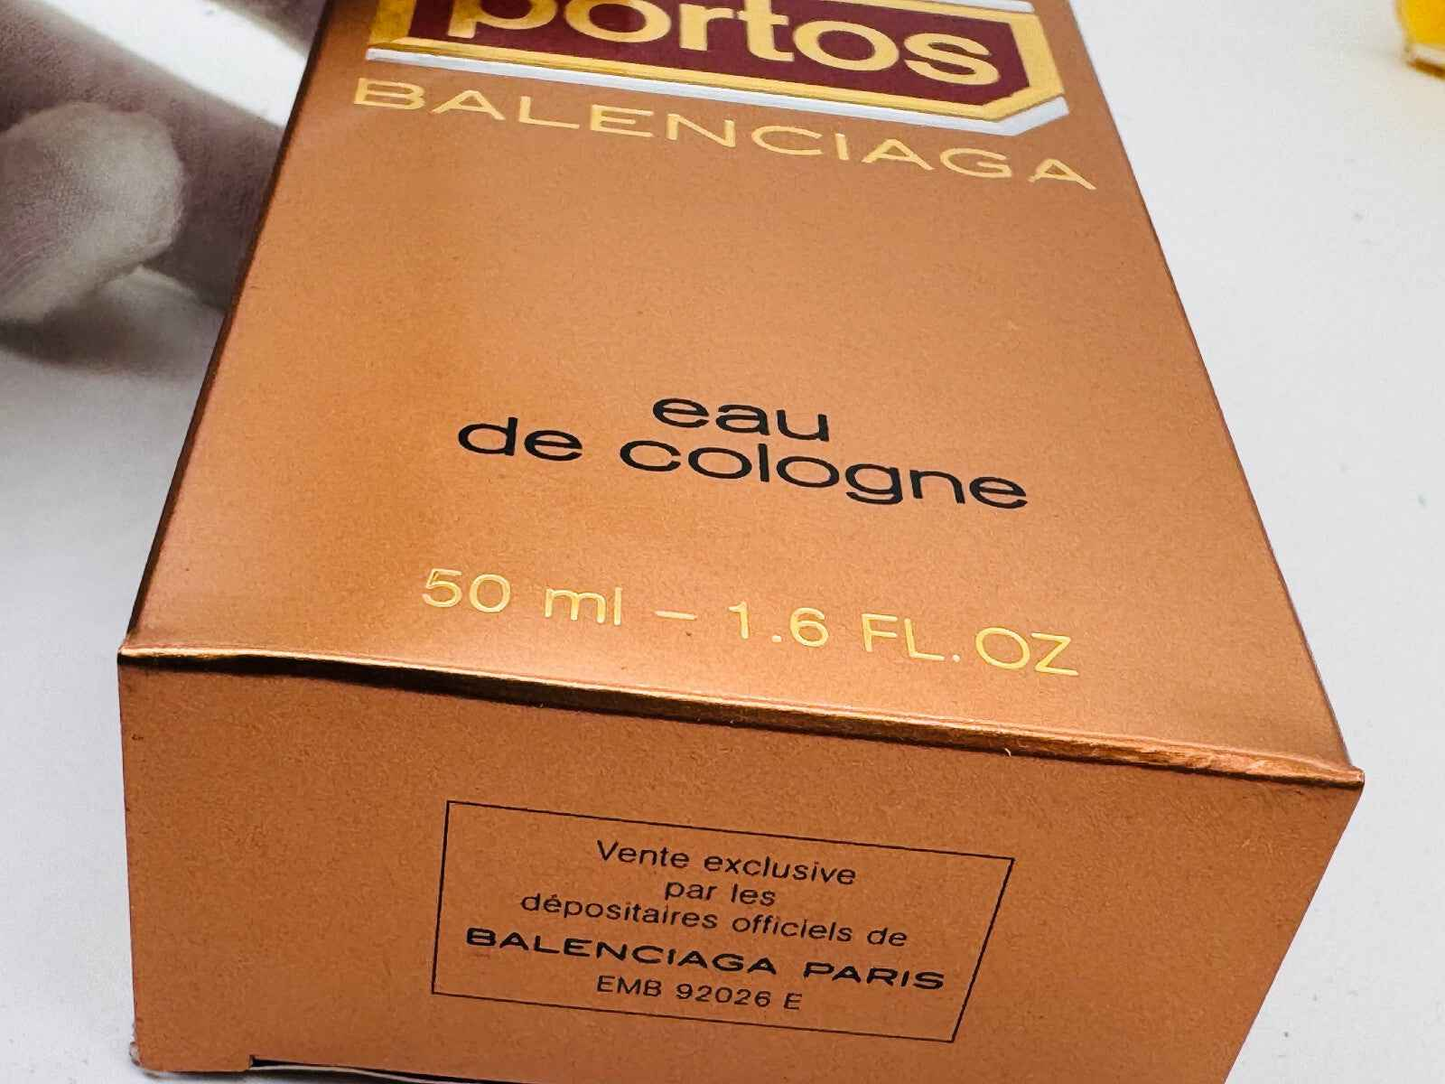 portos
BALENCIAGA
eau
de cologne
50 ml – 1.6 FL.OZ
Vente exclusive
par les
dépositaires officiels de
BALENCIAGA PARIS
EMB 92026 E